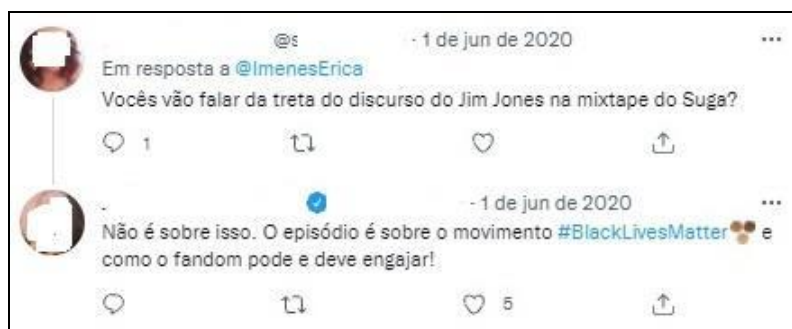 @s · 1 de jun de 2020
Em resposta a @ImenesErica
Vocês vão falar da treta do discurso do Jim Jones na mixtape do Suga?
1
- 1 de jun de 2020
Não é sobre isso. O episódio é sobre o movimento #BlackLivesMatter e
como o fandom pode e deve engajar!
5